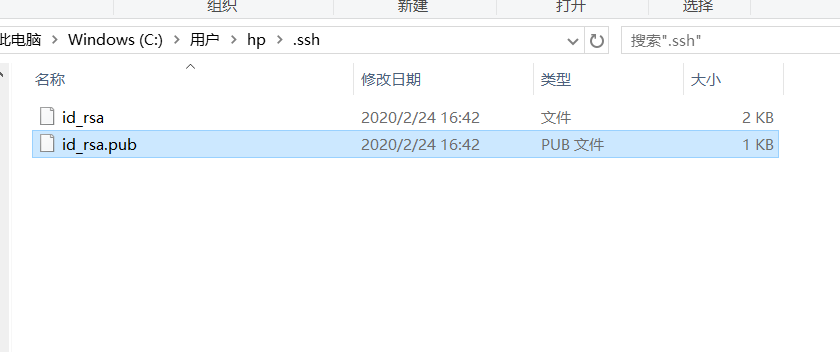 组织 新建 打开 选择
此电脑 > Windows (C:) > 用户 > hp > .ssh 搜索".ssh"
名称 修改日期 类型 大小
id_rsa 2020/2/24 16:42 文件 2 KB
id_rsa.pub 2020/2/24 16:42 PUB 文件 1 KB